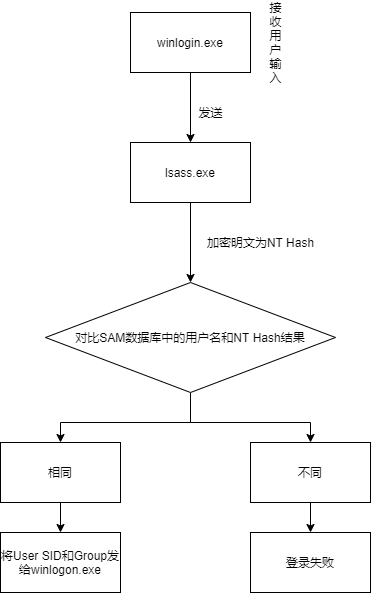 winlogin.exe
接收用户输入
发送
lsass.exe
加密明文为NT Hash
对比SAM数据库中的用户名和NT Hash结果
相同
不同
将User SID和Group发
给winlogon.exe
登录失败